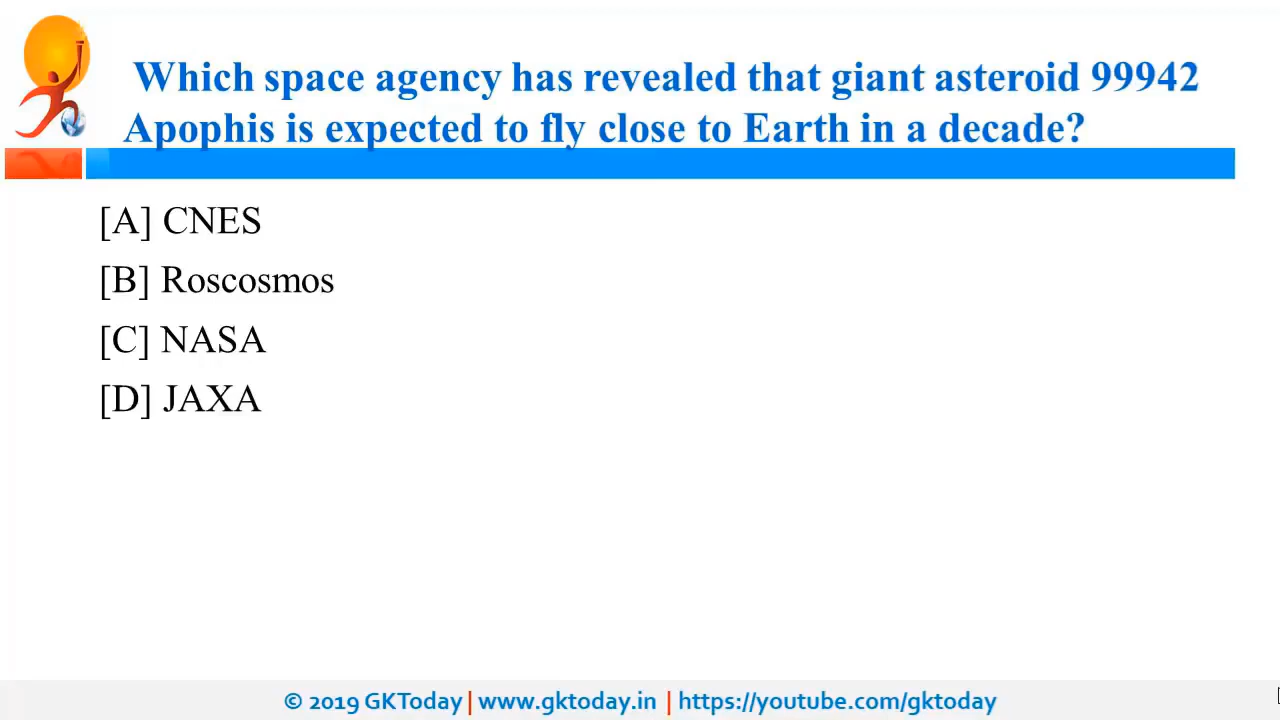 Which space agency has revealed that giant asteroid 99942
Apophis is expected to fly close to Earth in a decade?
[A] CNES
[B] Roscosmos
[C] NASA
[D] JAXA
© 2019 GKToday | www.gktoday.in | https://youtube.com/gktoday